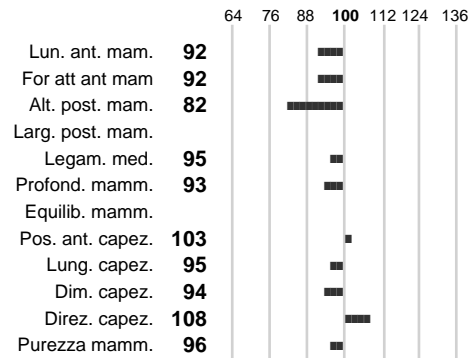 64 76 88 100 112 124 136
Lun. ant. mam. 92
For att ant mam 92
Alt. post. mam. 82
Larg. post. mam.
Legam. med. 95
Profond. mamm. 93
Equilib. mamm.
Pos. ant. capez. 103
Lung. capez. 95
Dim. capez. 94
Direz. capez. 108
Purezza mamm. 96